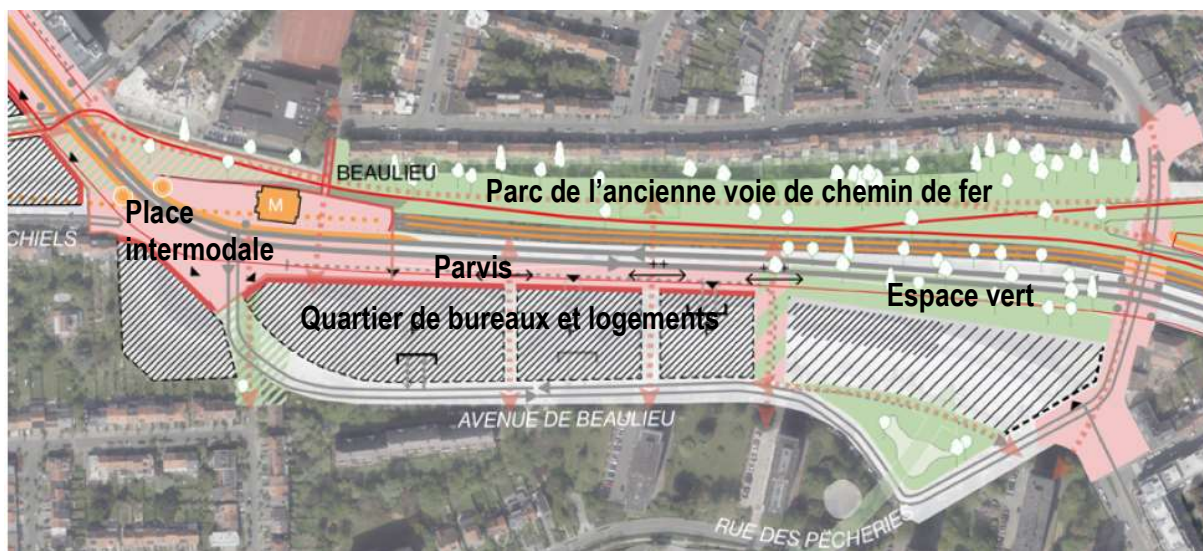 BEAULIEU
Parc de l'ancienne voie de chemin de fer
M
Place
intermodale
CHIELS
Parvis
Espace vert
Quartier de bureaux et logements
AVENUE DE BEAULIEU
RUE DES PÊCHERIES